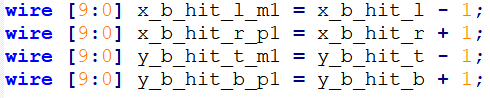 wire [9:0] x_b_hit_l_m1 = x_b_hit_l - 1;
wire [9:0] x_b_hit_r_p1 = x_b_hit_r + 1;
wire [9:0] y_b_hit_t_m1 = y_b_hit_t - 1;
wire [9:0] y_b_hit_b_p1 = y_b_hit_b + 1;